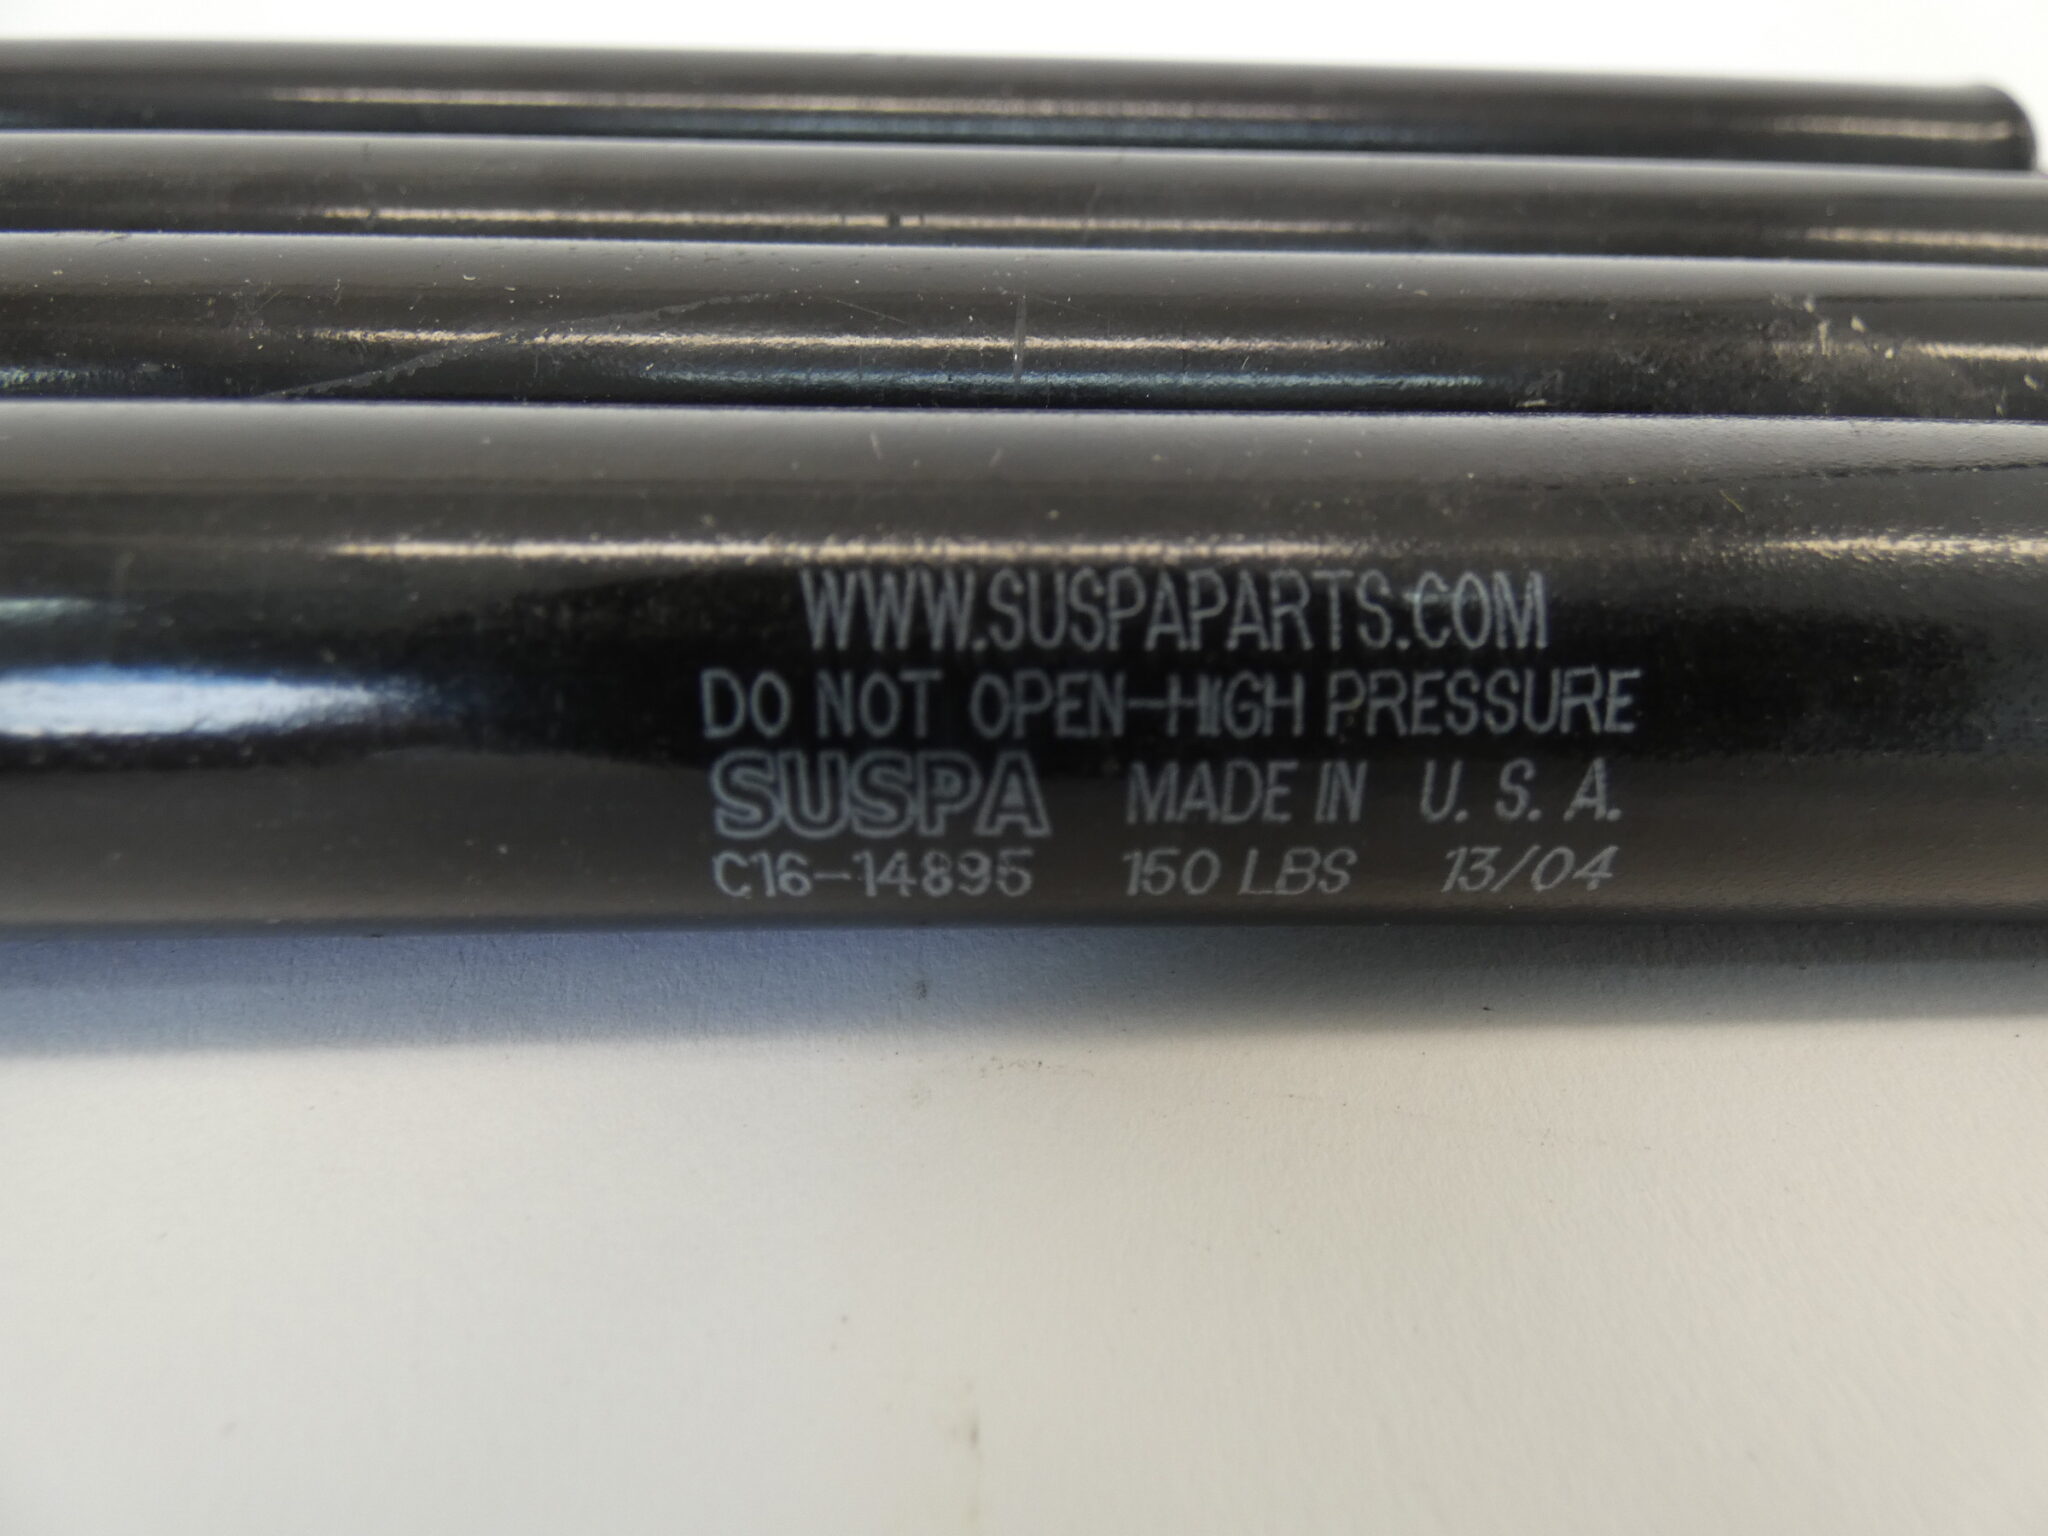 WWW.SUSPAPARTS.COM
DO NOT OPEN-HIGH PRESSURE
SUSPA MADE IN U. S. A.
C16-14895 150 LBS 13/04